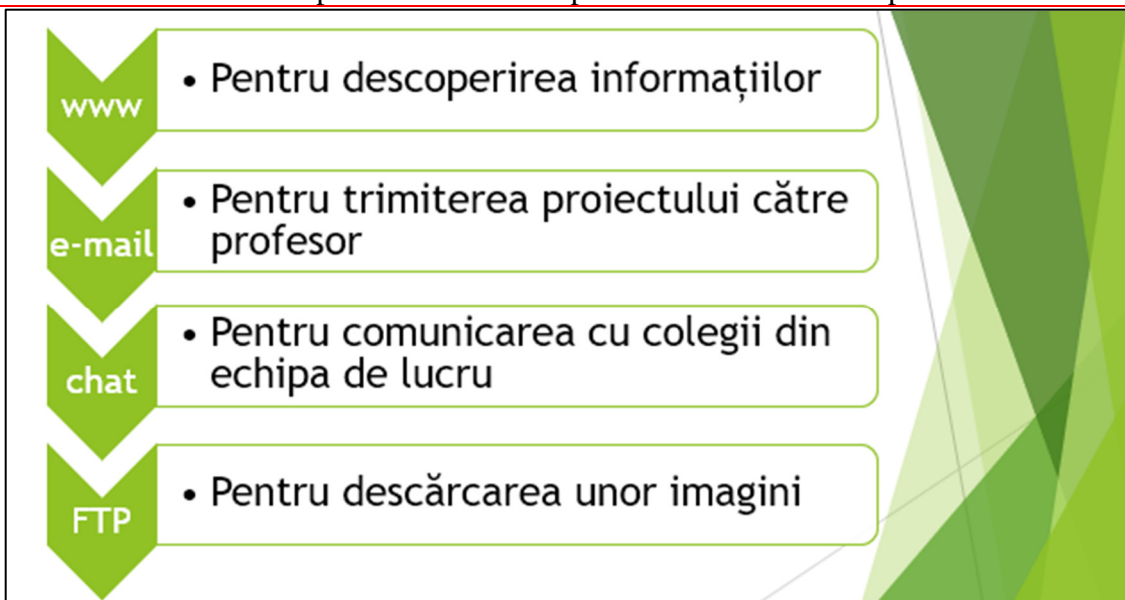 www
• Pentru descoperirea informațiilor
e-mail
• Pentru trimiterea proiectului către
profesor
chat
• Pentru comunicarea cu colegii din
echipa de lucru
FTP
• Pentru descărcarea unor imagini